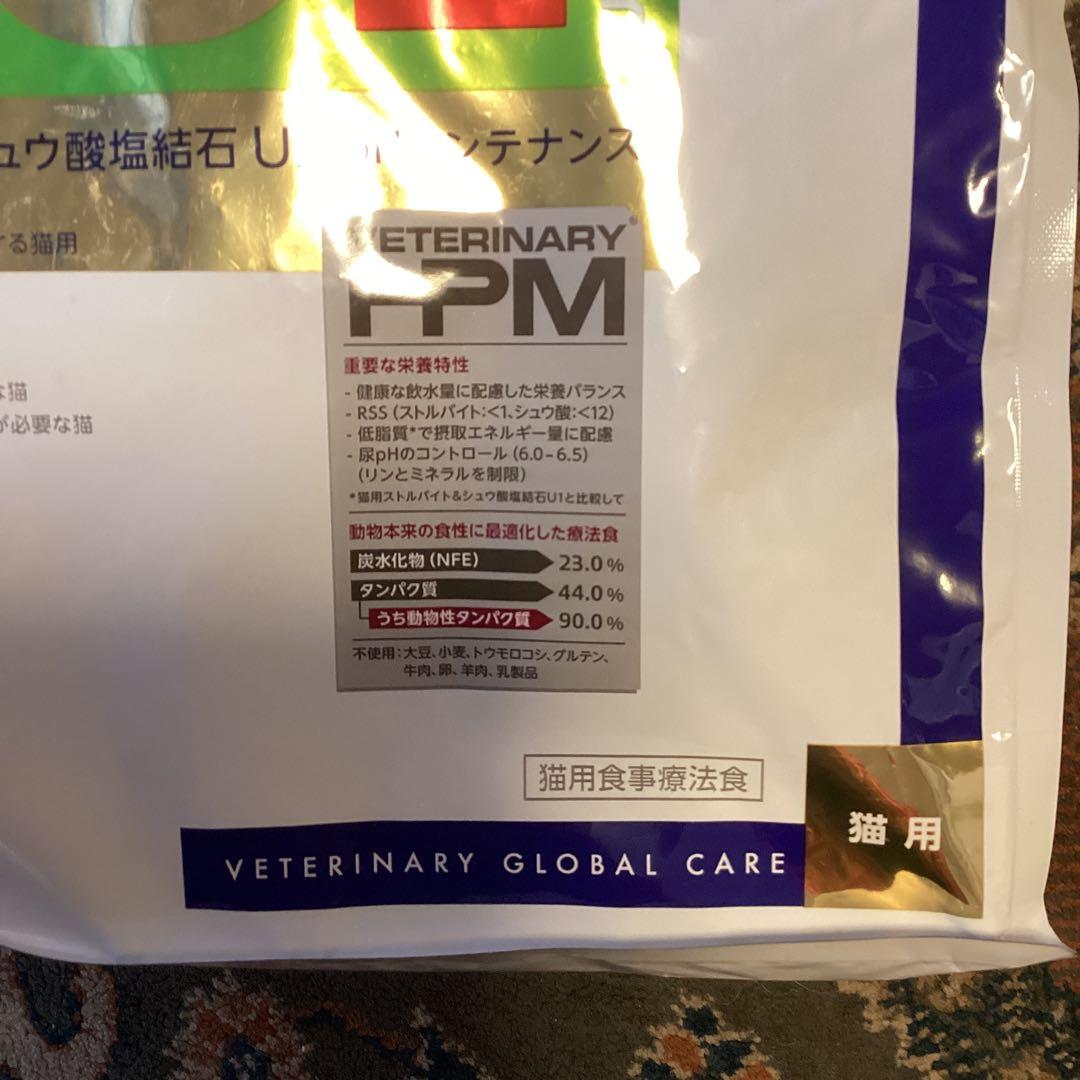 ュウ酸塩結石 U
ンテナンス
する猫用
VETERINARY®
HPM
な猫
が必要な猫
重要な栄養特性
- 健康な飲水量に配慮した栄養バランス
- RSS (ストルバイト:<1、シュウ酸:<12)
- 低脂質*で摂取エネルギー量に配慮
- 尿pHのコントロール (6.0-6.5)
(リンとミネラルを制限)
*猫用ストルバイト&シュウ酸塩結石U1と比較して
動物本来の食性に最適化した療法食
炭水化物 (NFE) 23.0%
タンパク質 44.0%
うち動物性タンパク質 90.0%
不使用:大豆、小麦、トウモロコシ、グルテン、
牛肉、卵、羊肉、乳製品
猫用食事療法食
VETERINARY GLOBAL CARE
猫用